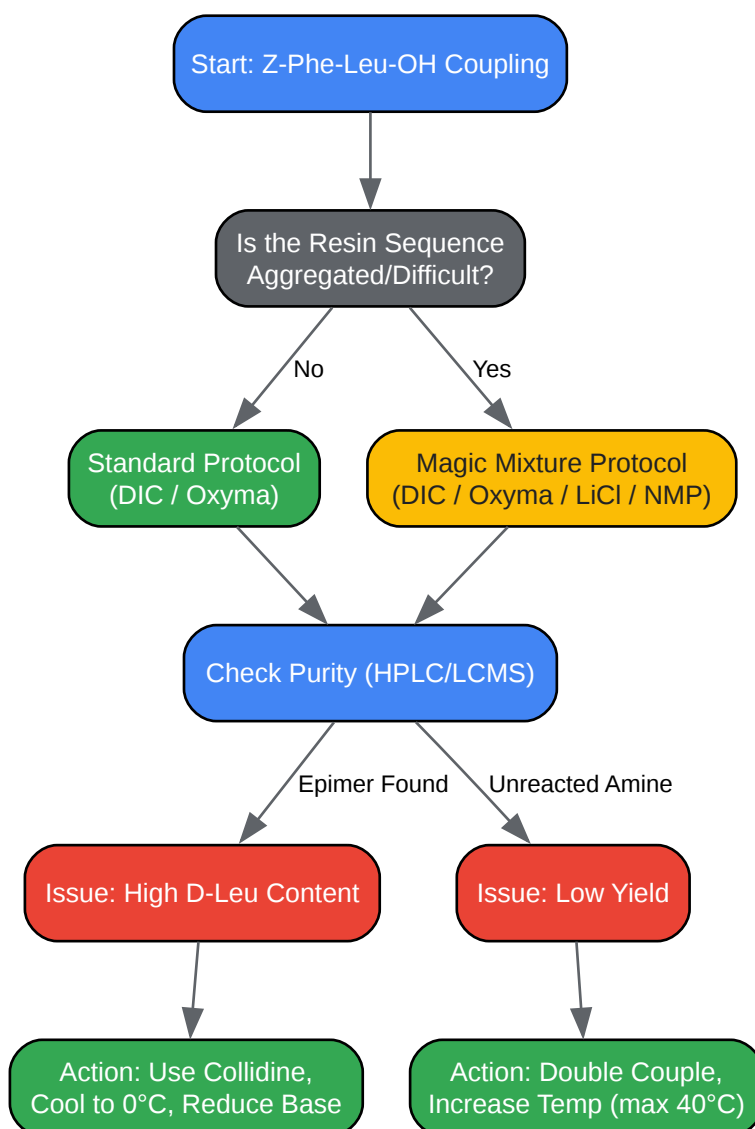 Start: Z-Phe-Leu-OH Coupling
Is the Resin Sequence
Aggregated/Difficult?
No
Yes
Standard Protocol
(DIC / Oxyma)
Magic Mixture Protocol
(DIC / Oxyma / LiCl / NMP)
Check Purity (HPLC/LCMS)
Epimer Found
Unreacted Amine
Issue: High D-Leu Content
Issue: Low Yield
Action: Use Collidine,
Cool to 0°C, Reduce Base
Action: Double Couple,
Increase Temp (max 40°C)